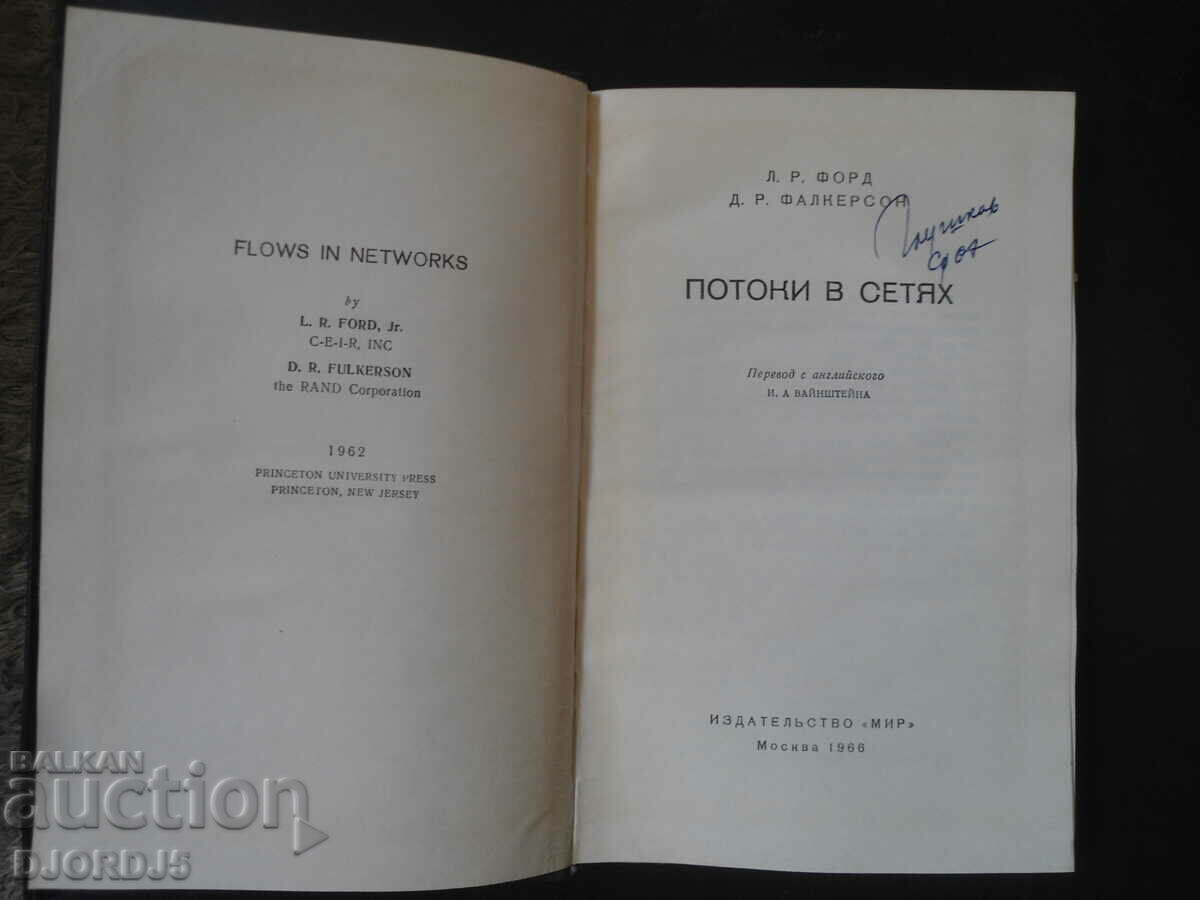 FLOWS IN NETWORKS
by
L. R. FORD, Jr.
C-E-I-R, INC
D. R. FULKERSON
the RAND Corporation
1962
PRINCETON UNIVERSITY PRESS
PRINCETON, NEW JERSEY
Л. Р. ФОРД
Д. Р. ФАЛКЕРСОН
ПОТОКИ В СЕТЯХ
Перевод с английского
И. А ВАЙНШТЕЙНА
ИЗДАТЕЛЬСТВО «МИР»
Москва 1966
BALKAN
auction
DJORDJ5